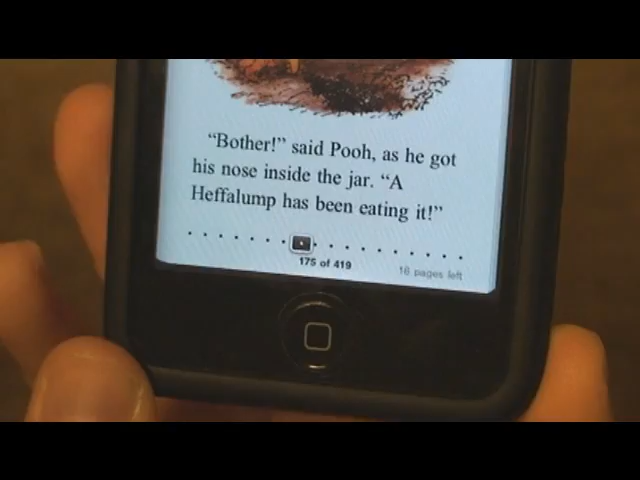 “Bother!” said Pooh, as he got
his nose inside the jar. “A
Heffalump has been eating it!”
175 of 419
18 pages left